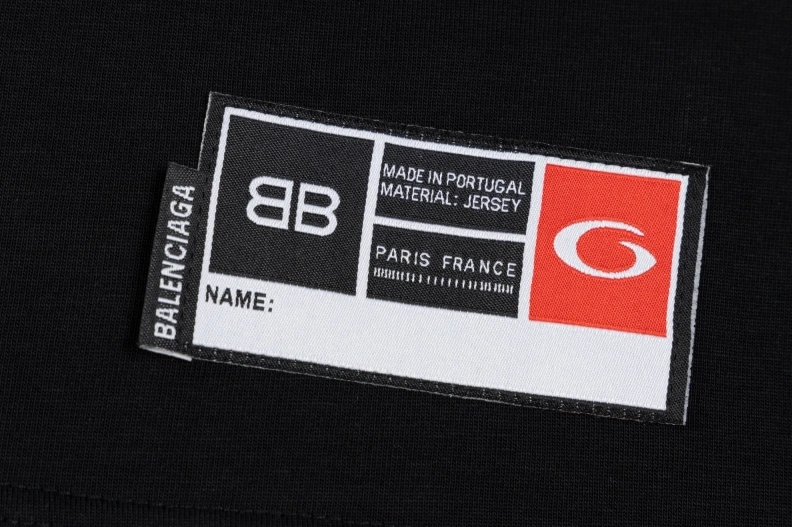 BALENCIAGA
BB
MADE IN PORTUGAL
MATERIAL: JERSEY
PARIS FRANCE
NAME: